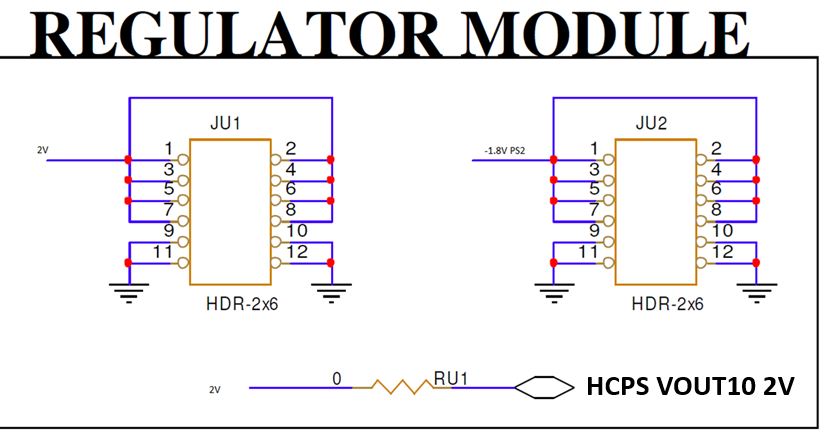 REGULATOR MODULE
JU1
2V
1 2
3 4
5 6
7 8
9 10
11 12
HDR-2x6
JU2
-1.8V PS2
1 2
3 4
5 6
7 8
9 10
11 12
HDR-2x6
2V 0 RU1 HCPS VOUT10 2V